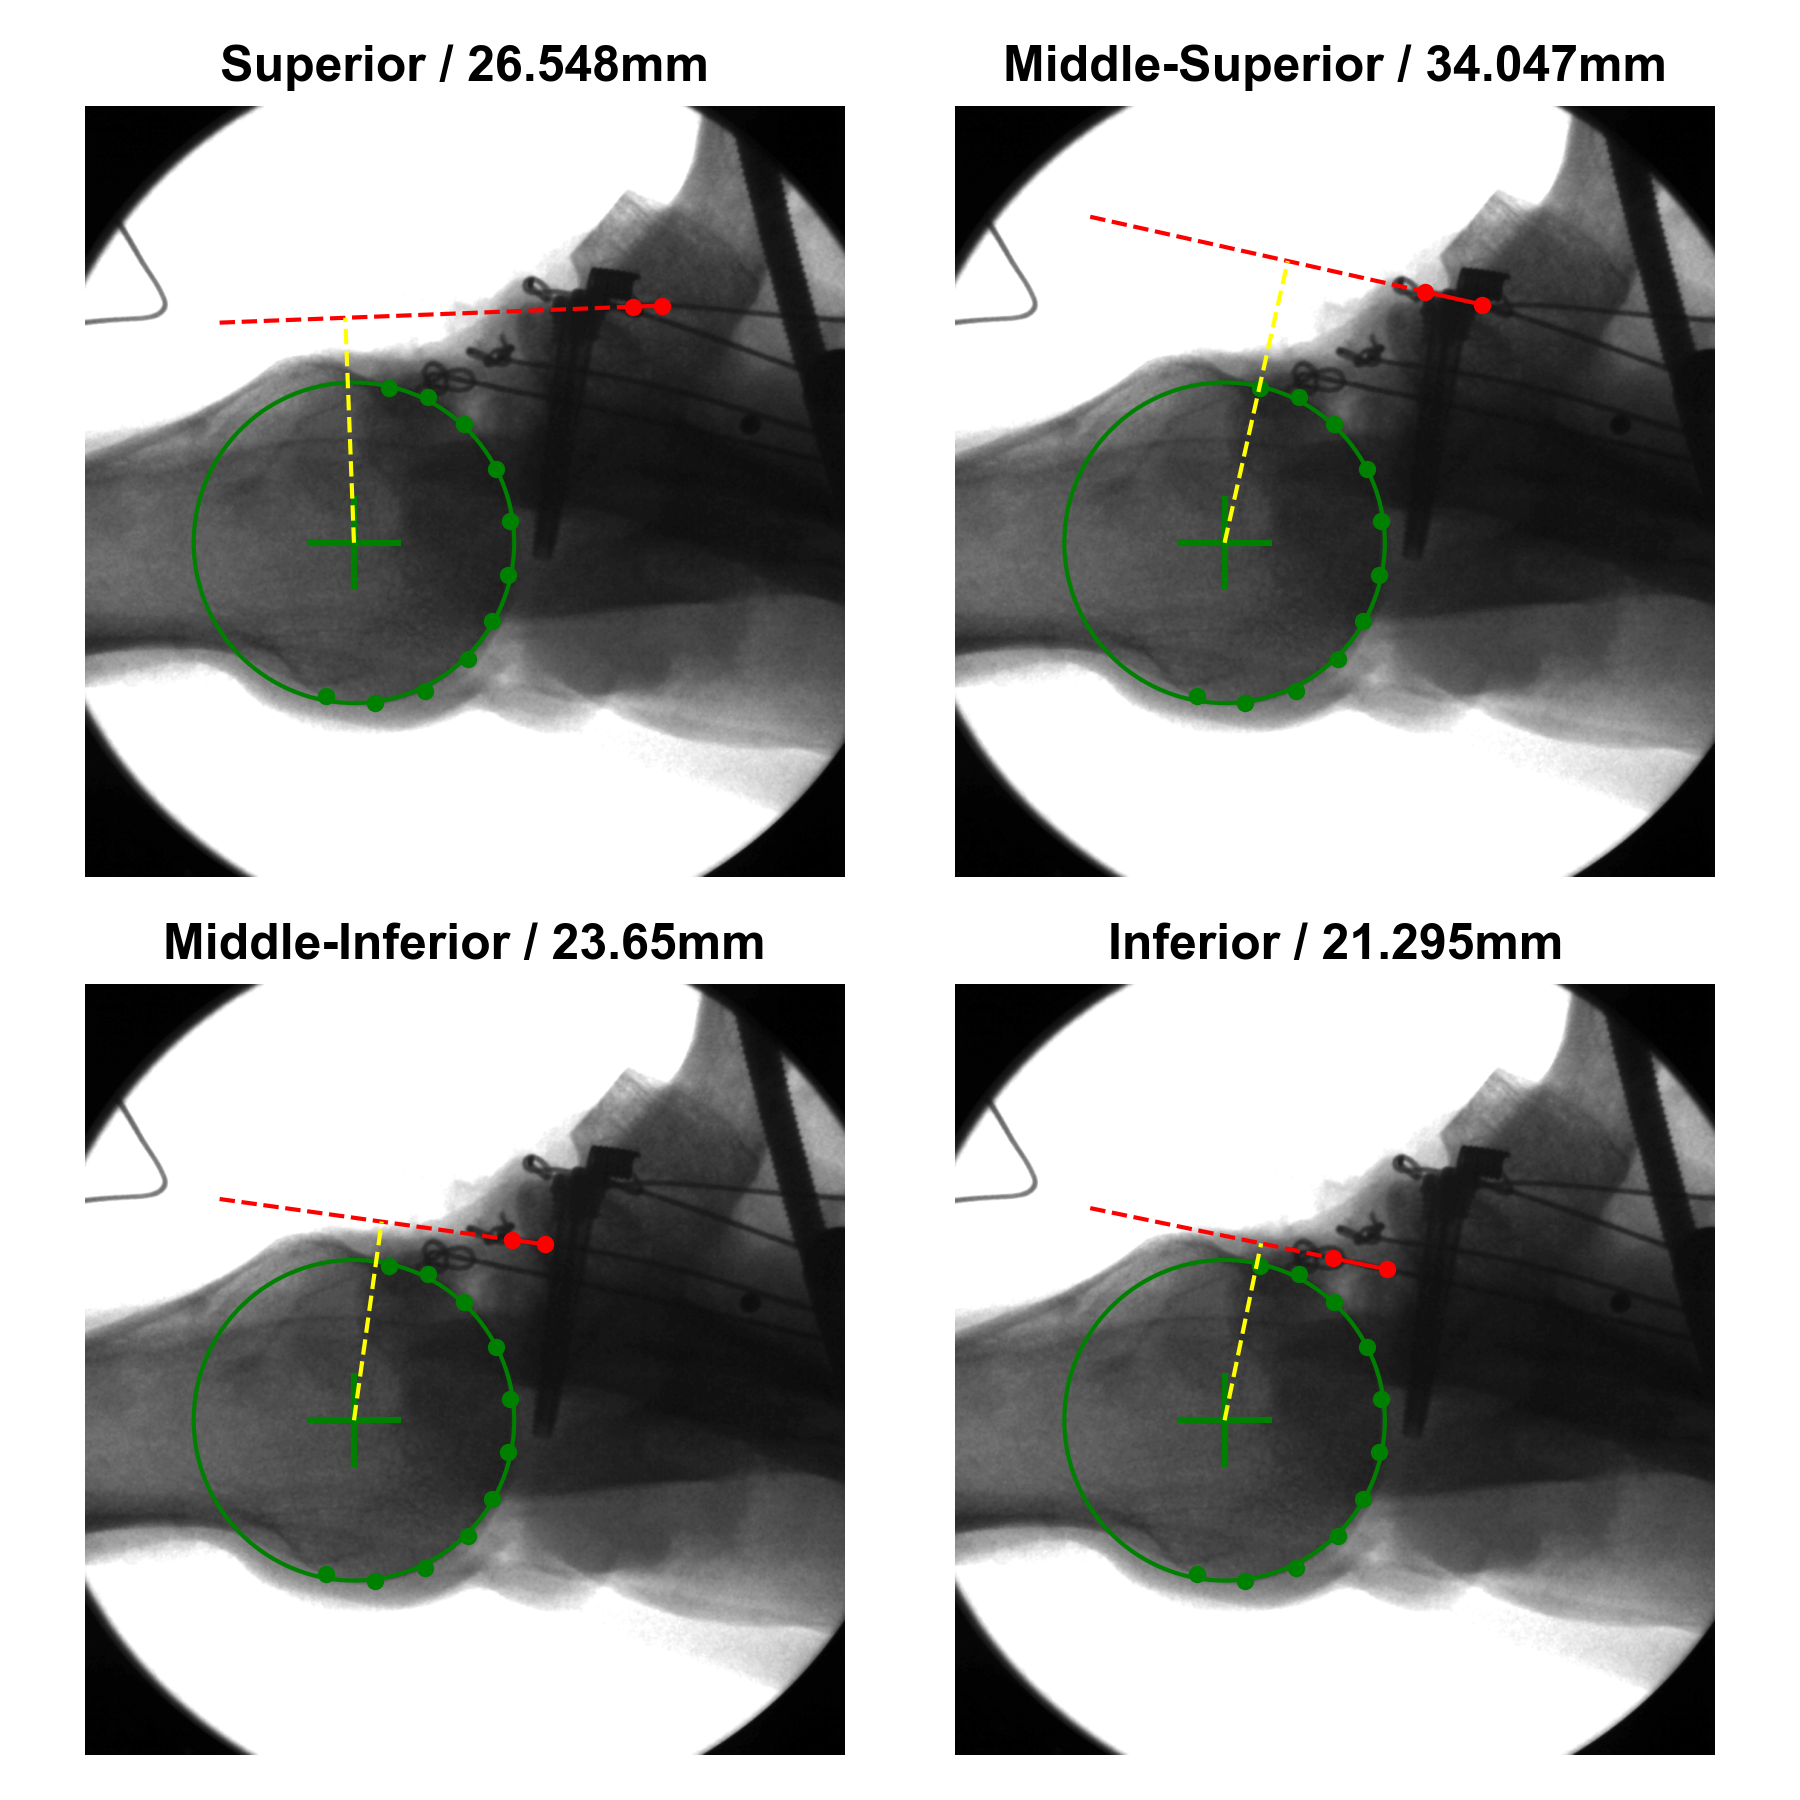 Superior / 26.548mm
Middle-Superior / 34.047mm
Middle-Inferior / 23.65mm
Inferior / 21.295mm